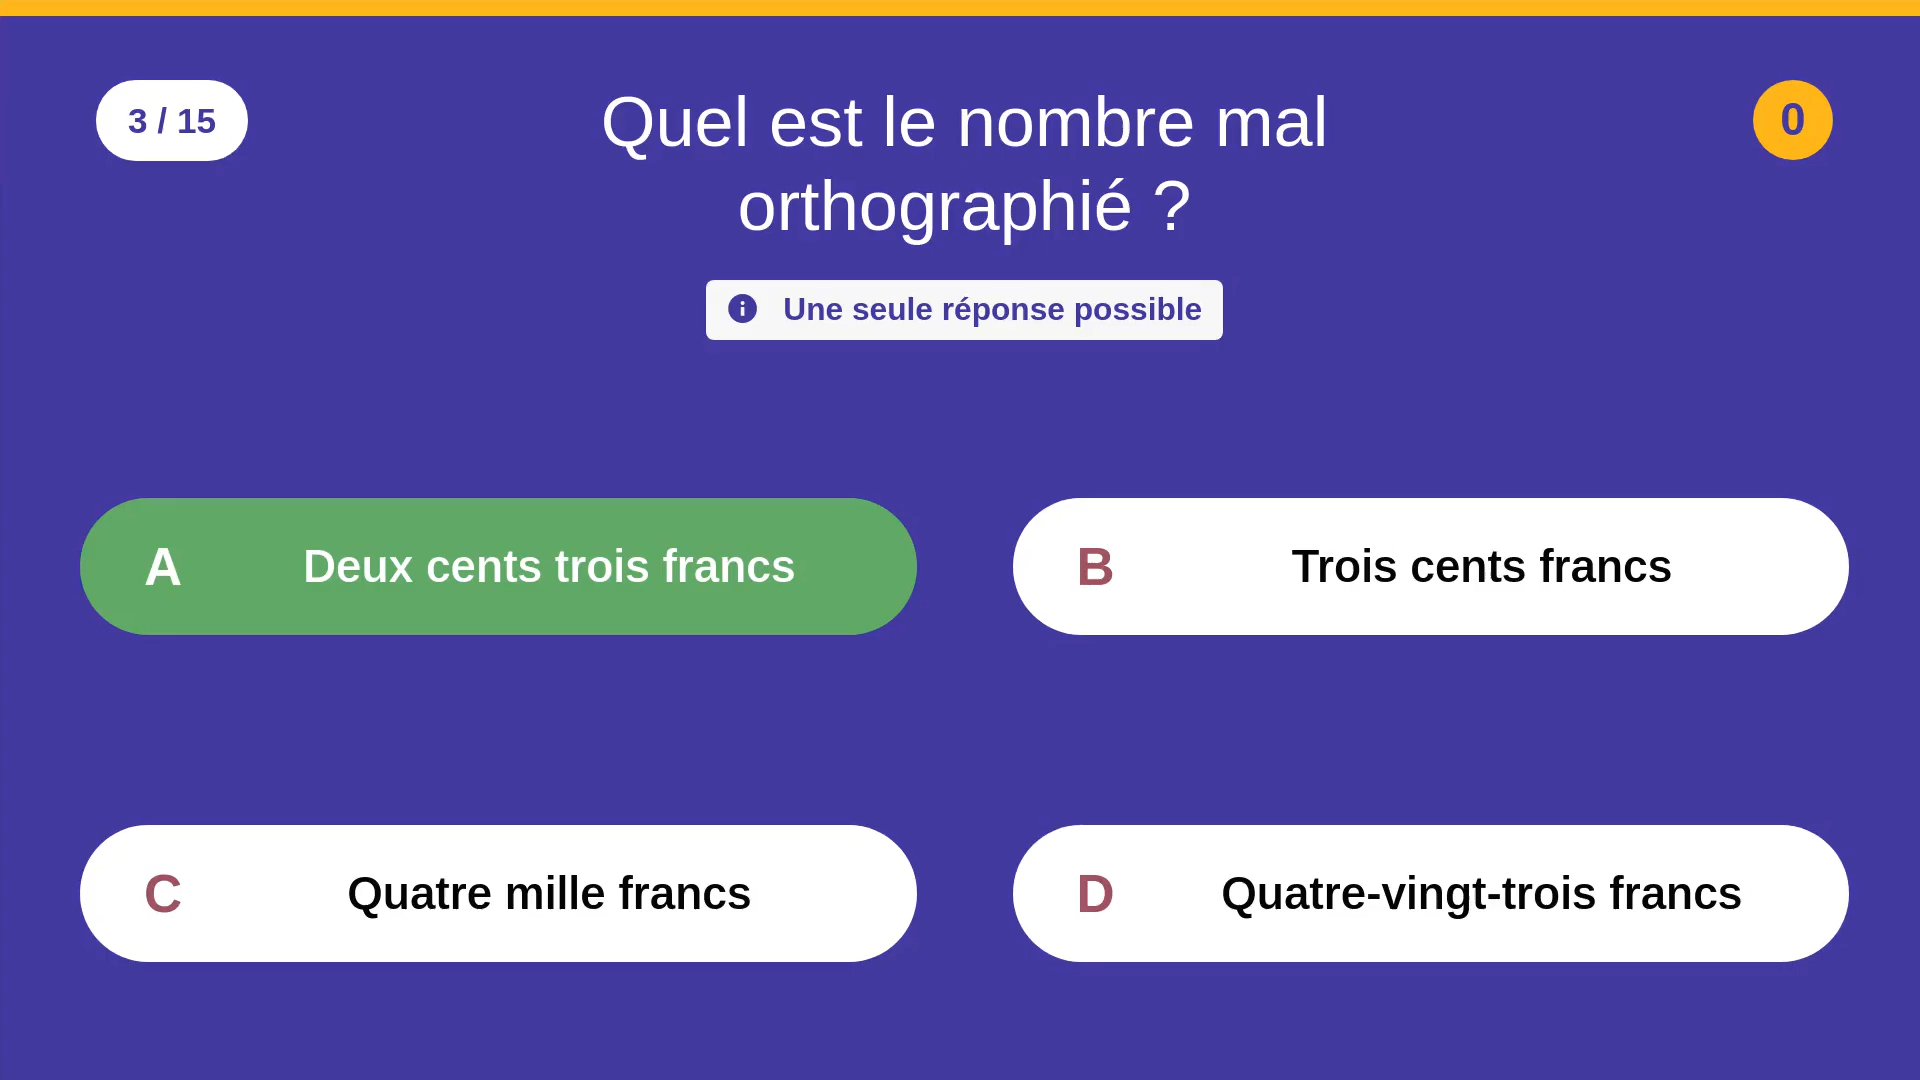 3 / 15
Quel est le nombre mal
orthographié ?
0
Une seule réponse possible
A Deux cents trois francs
B Trois cents francs
C Quatre mille francs
D Quatre-vingt-trois francs